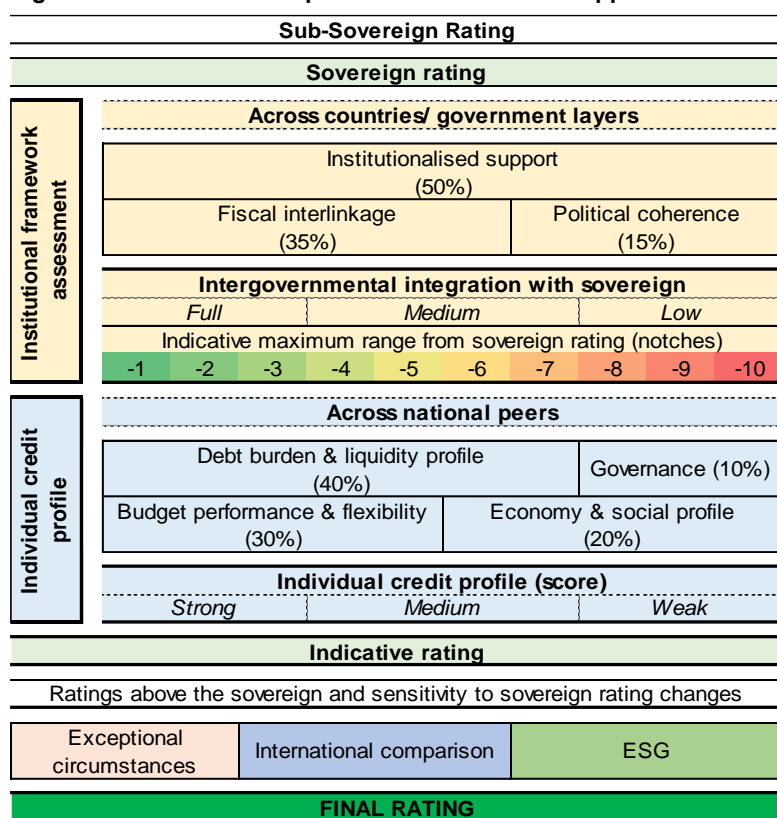 Sub-Sovereign Rating
Sovereign rating
Institutional framework
assessment
Across countries/ government layers
Institutionalised support
(50%)
Fiscal interlinkage
(35%)
Political coherence
(15%)
Intergovernmental integration with sovereign
Full
Medium
Low
Indicative maximum range from sovereign rating (notches)
-1 -2 -3 -4 -5 -6 -7 -8 -9 -10
Individual credit
profile
Across national peers
Debt burden & liquidity profile
(40%)
Governance (10%)
Budget performance & flexibility
(30%)
Economy & social profile
(20%)
Individual credit profile (score)
Strong
Medium
Weak
Indicative rating
Ratings above the sovereign and sensitivity to sovereign rating changes
Exceptional
circumstances
International comparison
ESG
FINAL RATING